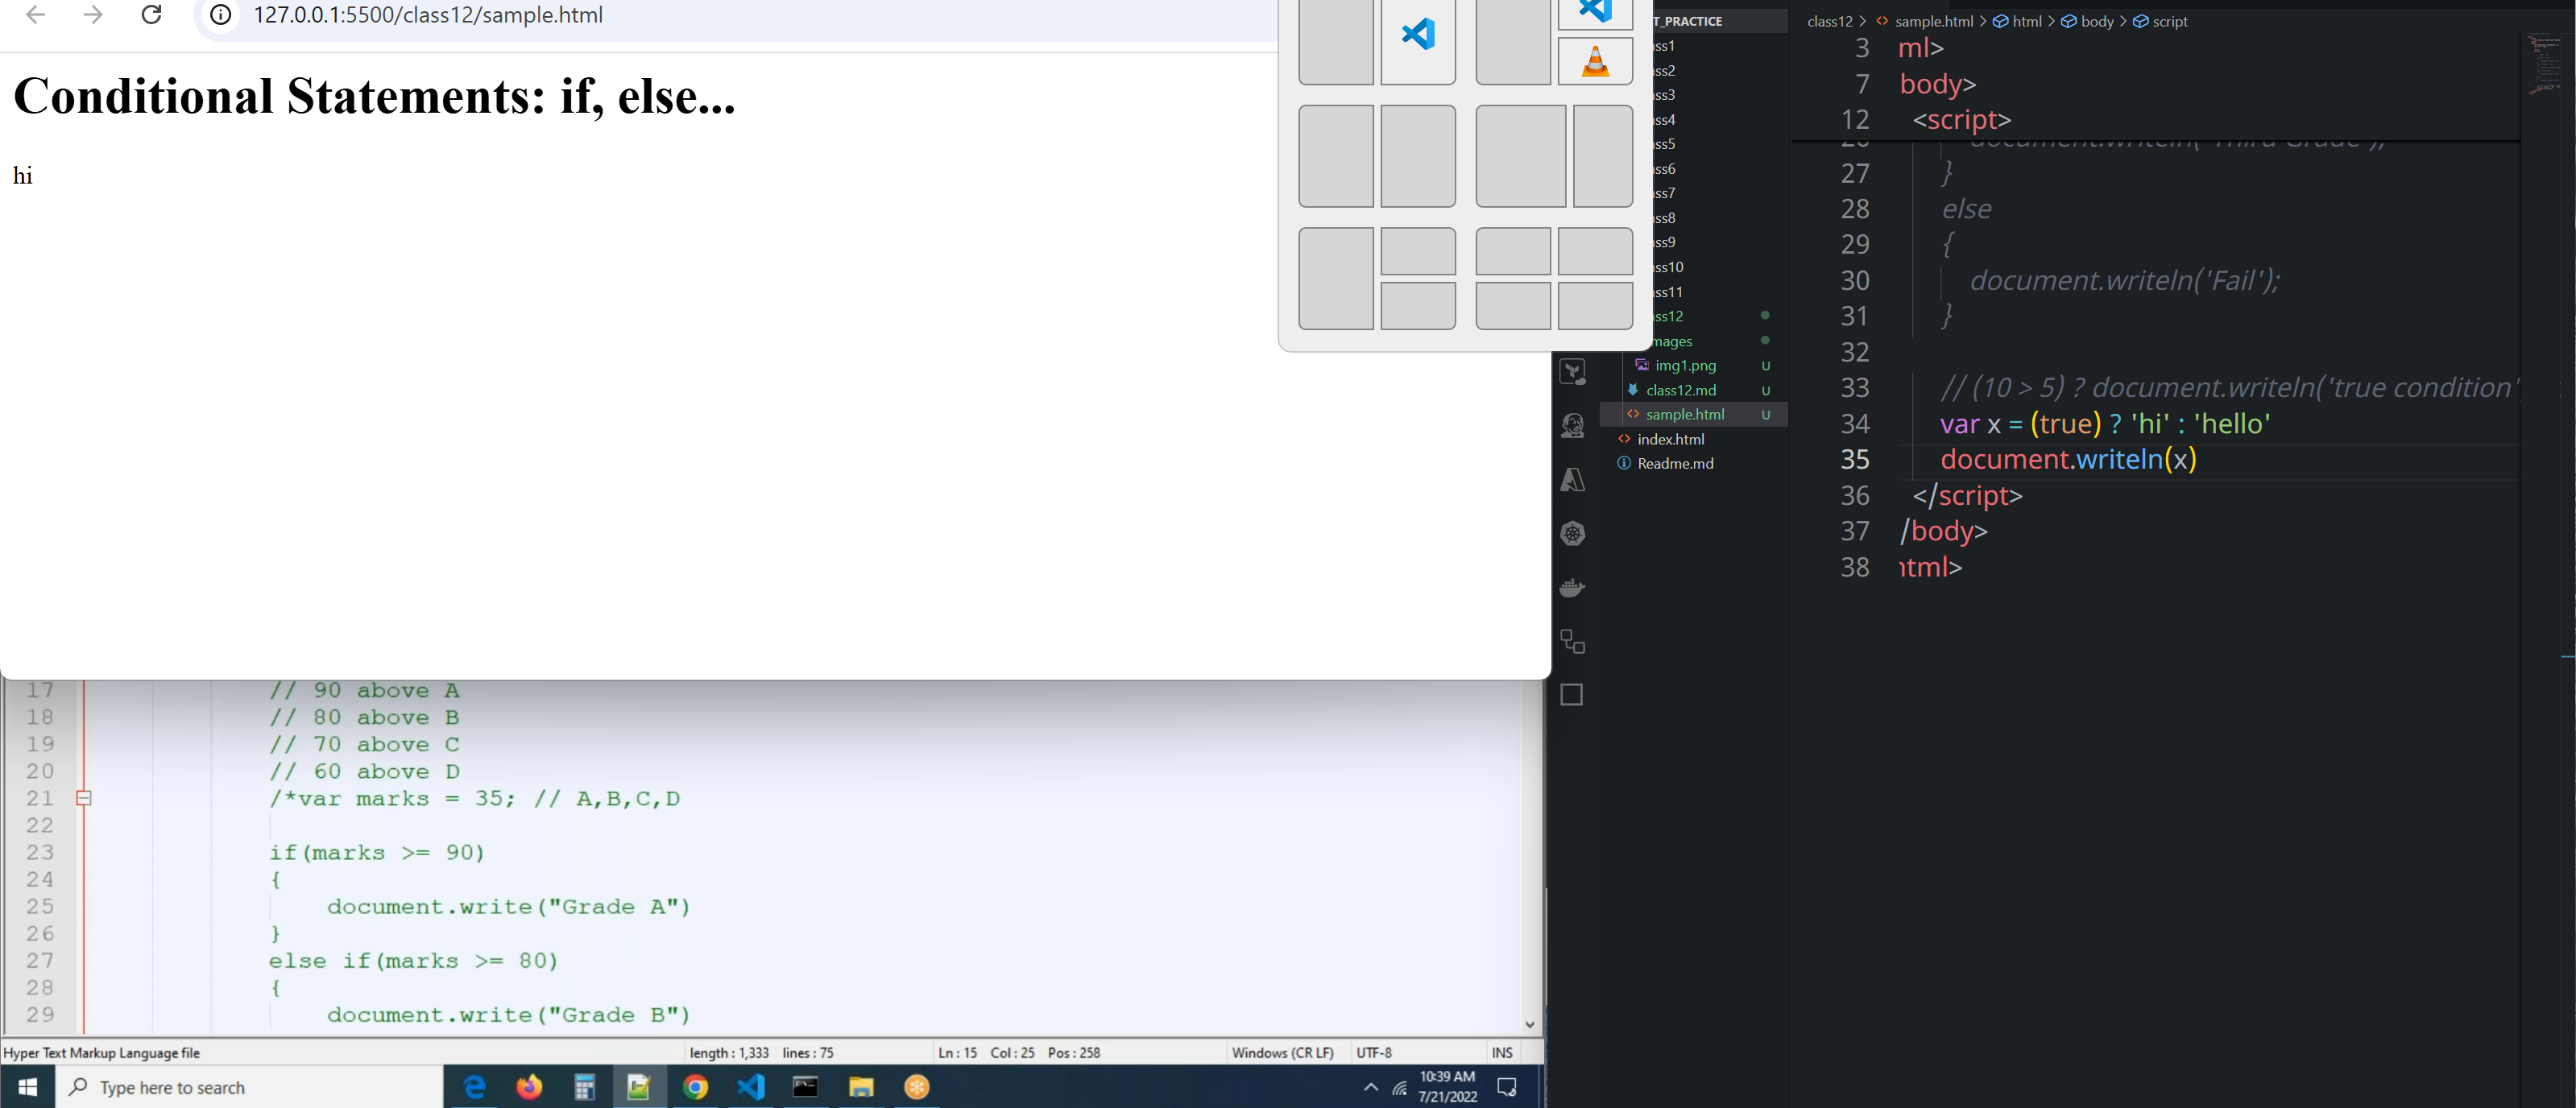 127.0.0.1:5500/class12/sample.html
Conditional Statements: if, else...
hi
17 // 90 above A
18 // 80 above B
19 // 70 above C
20 // 60 above D
21 /*var marks = 35; // A,B,C,D
22
23 if(marks >= 90)
24 {
25 document.write("Grade A")
26 }
27 else if(marks >= 80)
28 {
29 document.write("Grade B")
Hyper Text Markup Language file length : 1,333 lines : 75 Ln : 15 Col : 25 Pos : 258 Windows (CR LF) UTF-8 INS
Type here to search
10:39 AM
7/21/2022
T_PRACTICE
ss1
ss2
ss3
ss4
ss5
ss6
ss7
ss8
ss9
ss10
ss11
ss12
mages
img1.png U
class12.md U
sample.html U
index.html
Readme.md
class12 > sample.html > html > body > script
3 ml>
7 body>
12 <script>
27 }
28 else
29 {
30 document.writeln('Fail');
31 }
32
33 // (10 > 5) ? document.writeln('true condition'
34 var x = (true) ? 'hi' : 'hello'
35 document.writeln(x)
36 </script>
37 /body>
38 tml>